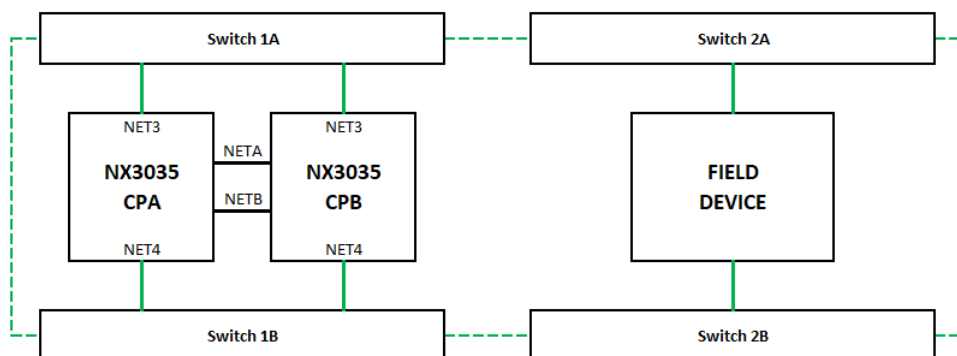 Switch 1A
Switch 2A
NET3
NET3
NX3035
CPA
NETA
NETB
NX3035
CPB
FIELD
DEVICE
NET4
NET4
Switch 1B
Switch 2B